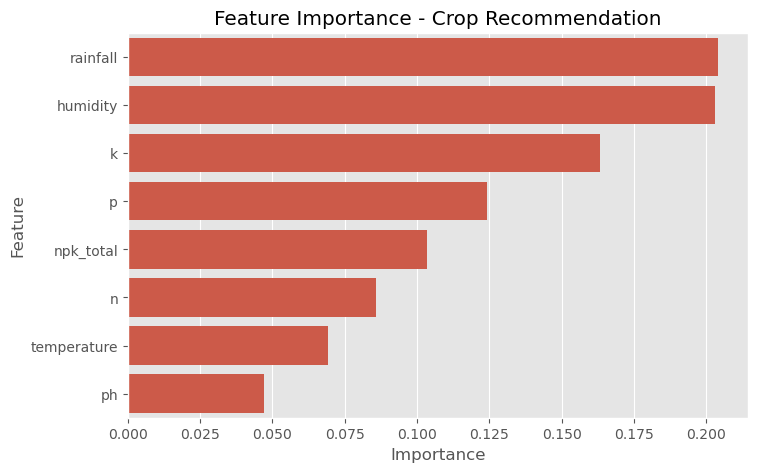 Feature Importance - Crop Recommendation
rainfall
humidity
k
p
npk_total
n
temperature
ph
Feature
0.000 0.025 0.050 0.075 0.100 0.125 0.150 0.175 0.200
Importance